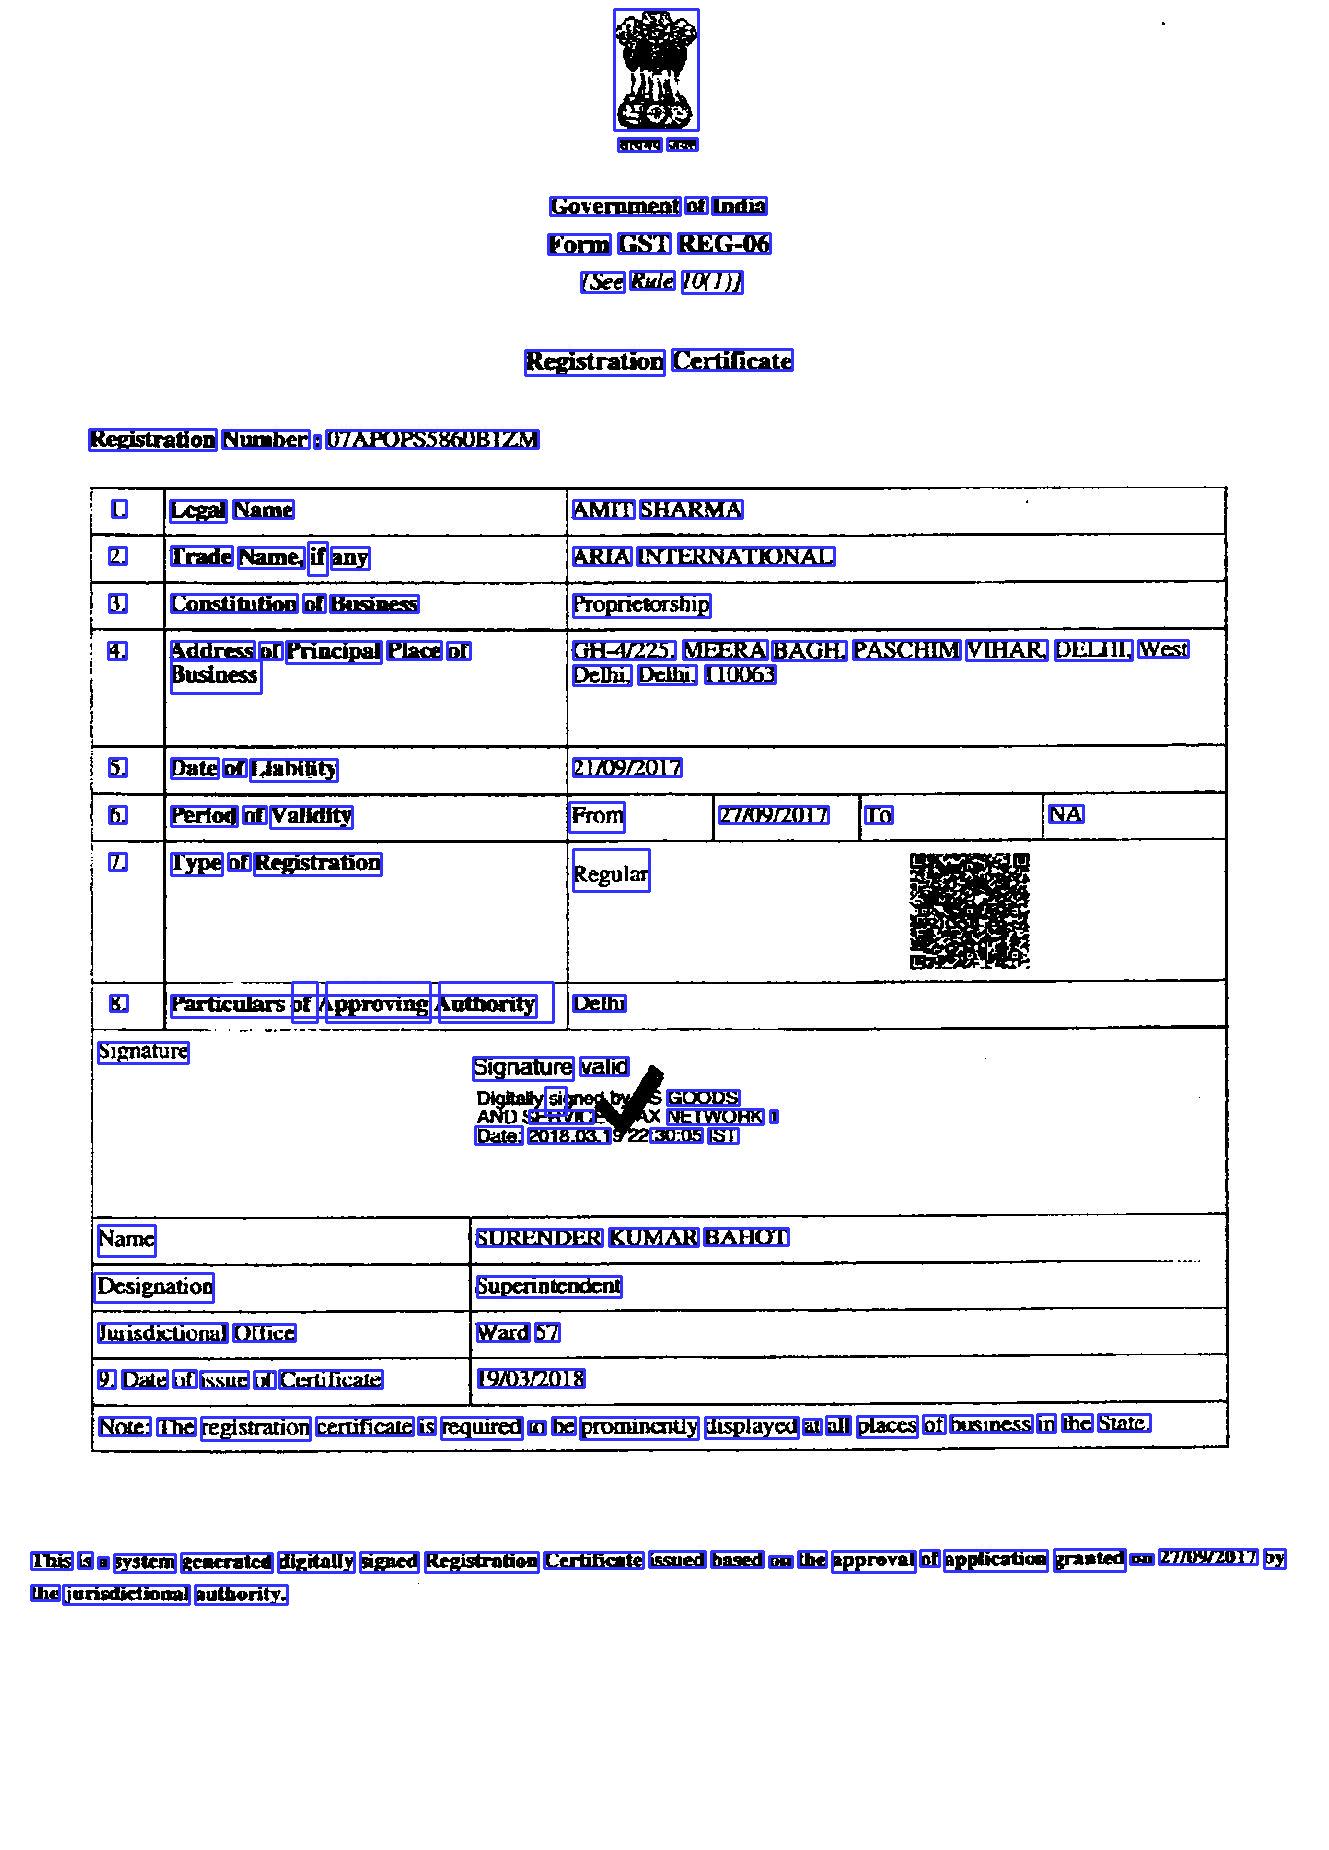 सत्यमेव जयते
Government of India
Form GST REG-06
[See Rule 10(1)]
Registration Certificate
Registration Number : 07APOPS5860B1ZM
1. Legal Name AMIT SHARMA
2. Trade Name, if any ARIA INTERNATIONAL
3. Constitution of Business Proprietorship
4. Address of Principal Place of GH-4/225, MEERA BAGH, PASCHIM VIHAR, DELHI, West
Business Delhi, Delhi, 110063
5. Date of Liability 21/09/2017
6. Period of Validity From 27/09/2017 To NA
7. Type of Registration Regular
8. Particulars of Approving Authority Delhi
Signature
Signature valid
Digitally signed by S GOODS
AND SERVICE AX NETWORK 1
Date: 2018.03.19 22:30:05 IST
Name SURENDER KUMAR BAHOT
Designation Superintendent
Jurisdictional Office Ward 57
9. Date of issue of Certificate 19/03/2018
Note: The registration certificate is required to be prominently displayed at all places of business in the State.
This is a system generated digitally signed Registration Certificate issued based on the approval of application granted on 27/09/2017 by
the jurisdictional authority.